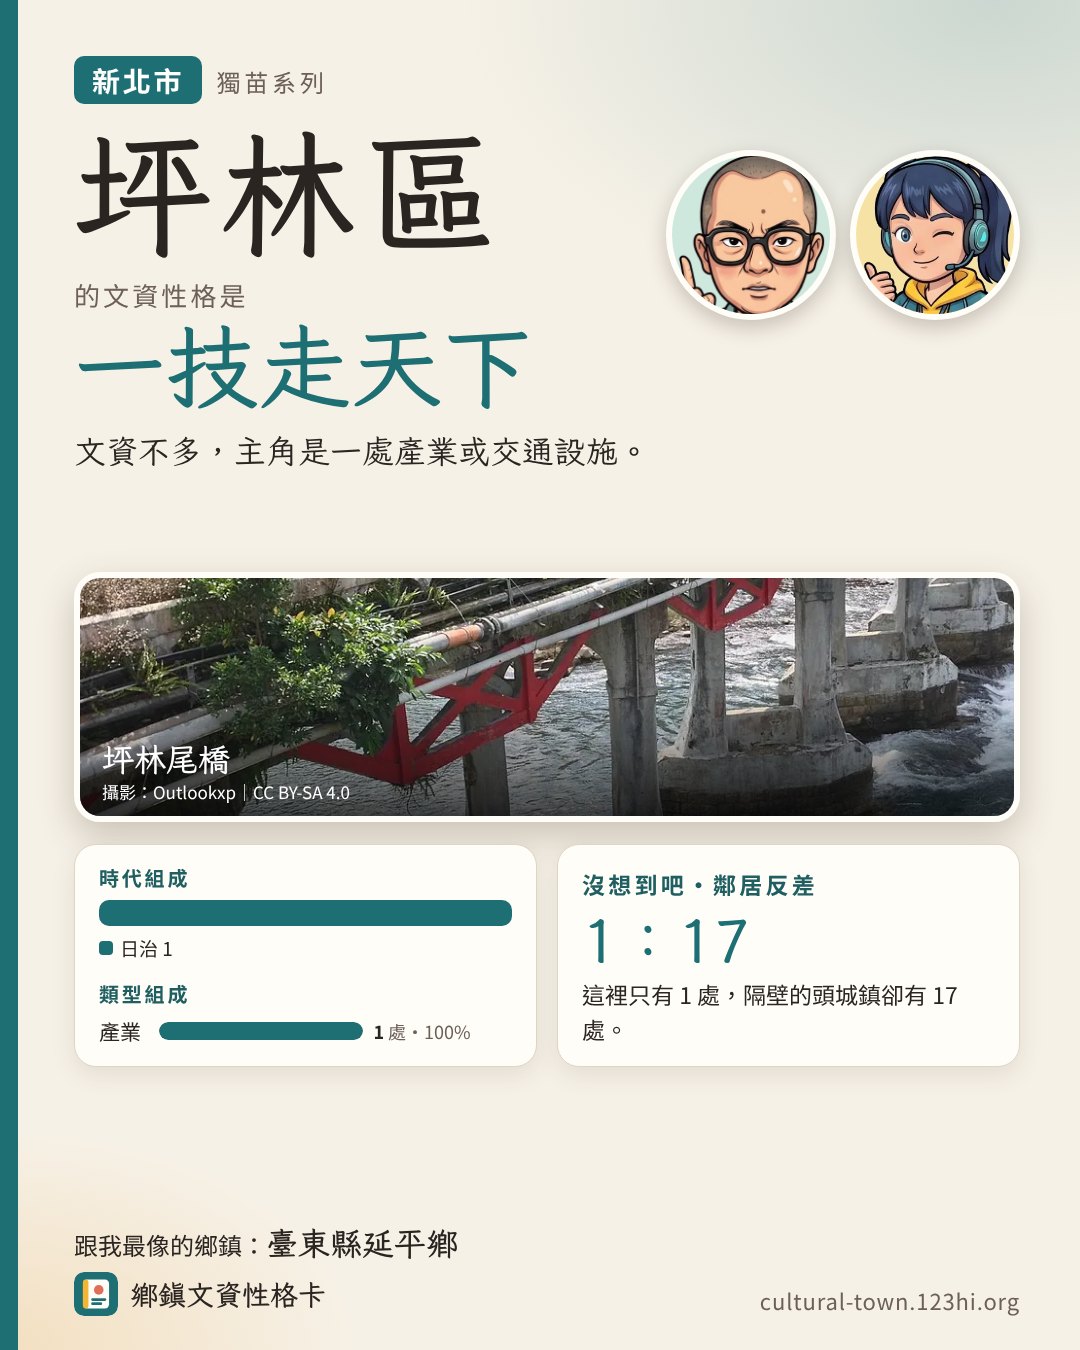 新北市 獨苗系列
坪林區
的文資性格是
一技走天下
文資不多，主角是一處產業或交通設施。
坪林尾橋
攝影：Outlookxp｜CC BY-SA 4.0
時代組成
日治 1
類型組成
產業 1 處・100%
沒想到吧・鄰居反差
1：17
這裡只有 1 處，隔壁的頭城鎮卻有 17
處。
跟我最像的鄉鎮：臺東縣延平鄉
鄉鎮文資性格卡
cultural-town.123hi.org